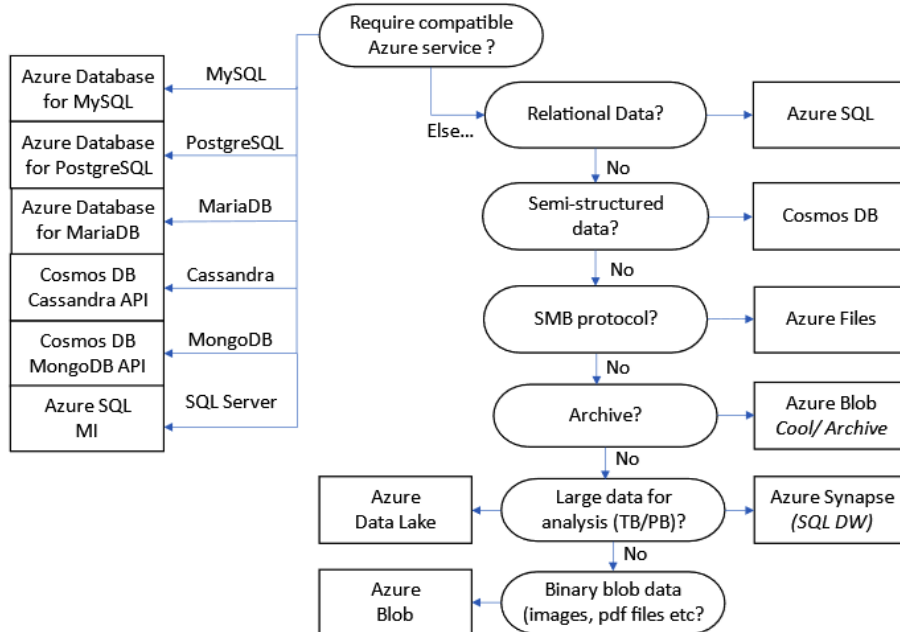 Require compatible
Azure service ?
Azure Database
for MySQL
MySQL
Else...
Relational Data?
Azure SQL
Azure Database
for PostgreSQL
PostgreSQL
No
Azure Database
for MariaDB
MariaDB
Semi-structured
data?
Cosmos DB
No
Cosmos DB
Cassandra API
Cassandra
SMB protocol?
Azure Files
No
Cosmos DB
MongoDB API
MongoDB
Azure SQL
MI
SQL Server
Archive?
Azure Blob
Cool/ Archive
No
Azure
Data Lake
Large data for
analysis (TB/PB)?
Azure Synapse
(SQL DW)
No
Azure
Blob
Binary blob data
(images, pdf files etc?